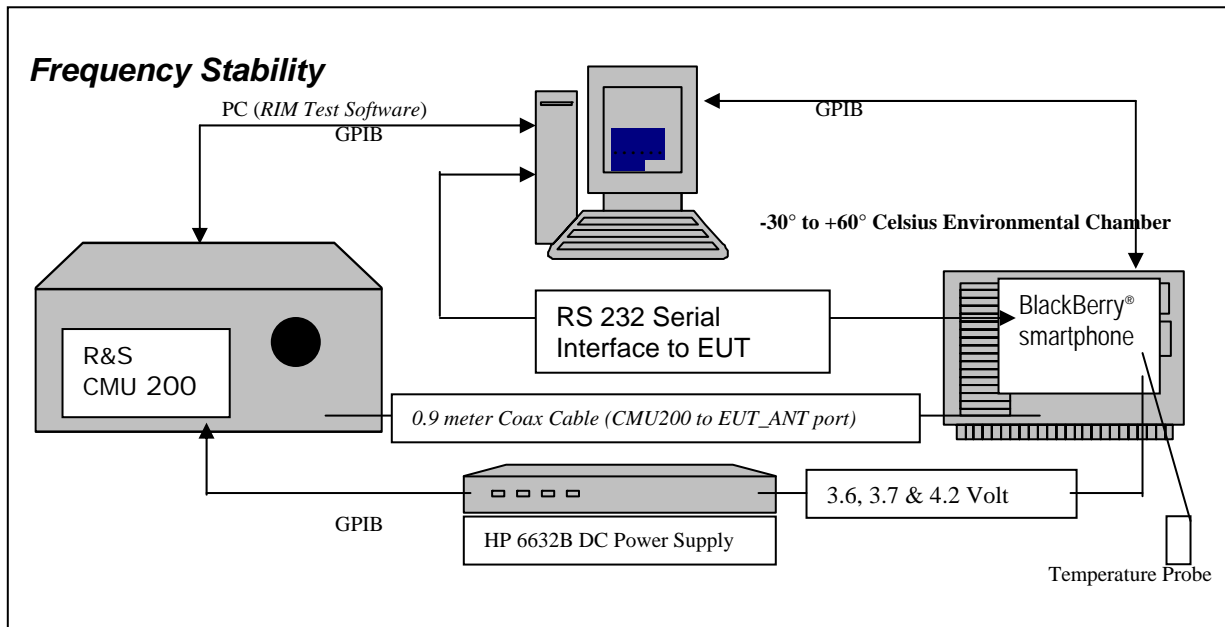 Frequency Stability
PC (RIM Test Software)
GPIB
GPIB
-30° to +60° Celsius Environmental Chamber
BlackBerry®
smartphone
RS 232 Serial
Interface to EUT
R&S
CMU 200
0.9 meter Coax Cable (CMU200 to EUT_ANT port)
3.6, 3.7 & 4.2 Volt
GPIB
HP 6632B DC Power Supply
Temperature Probe